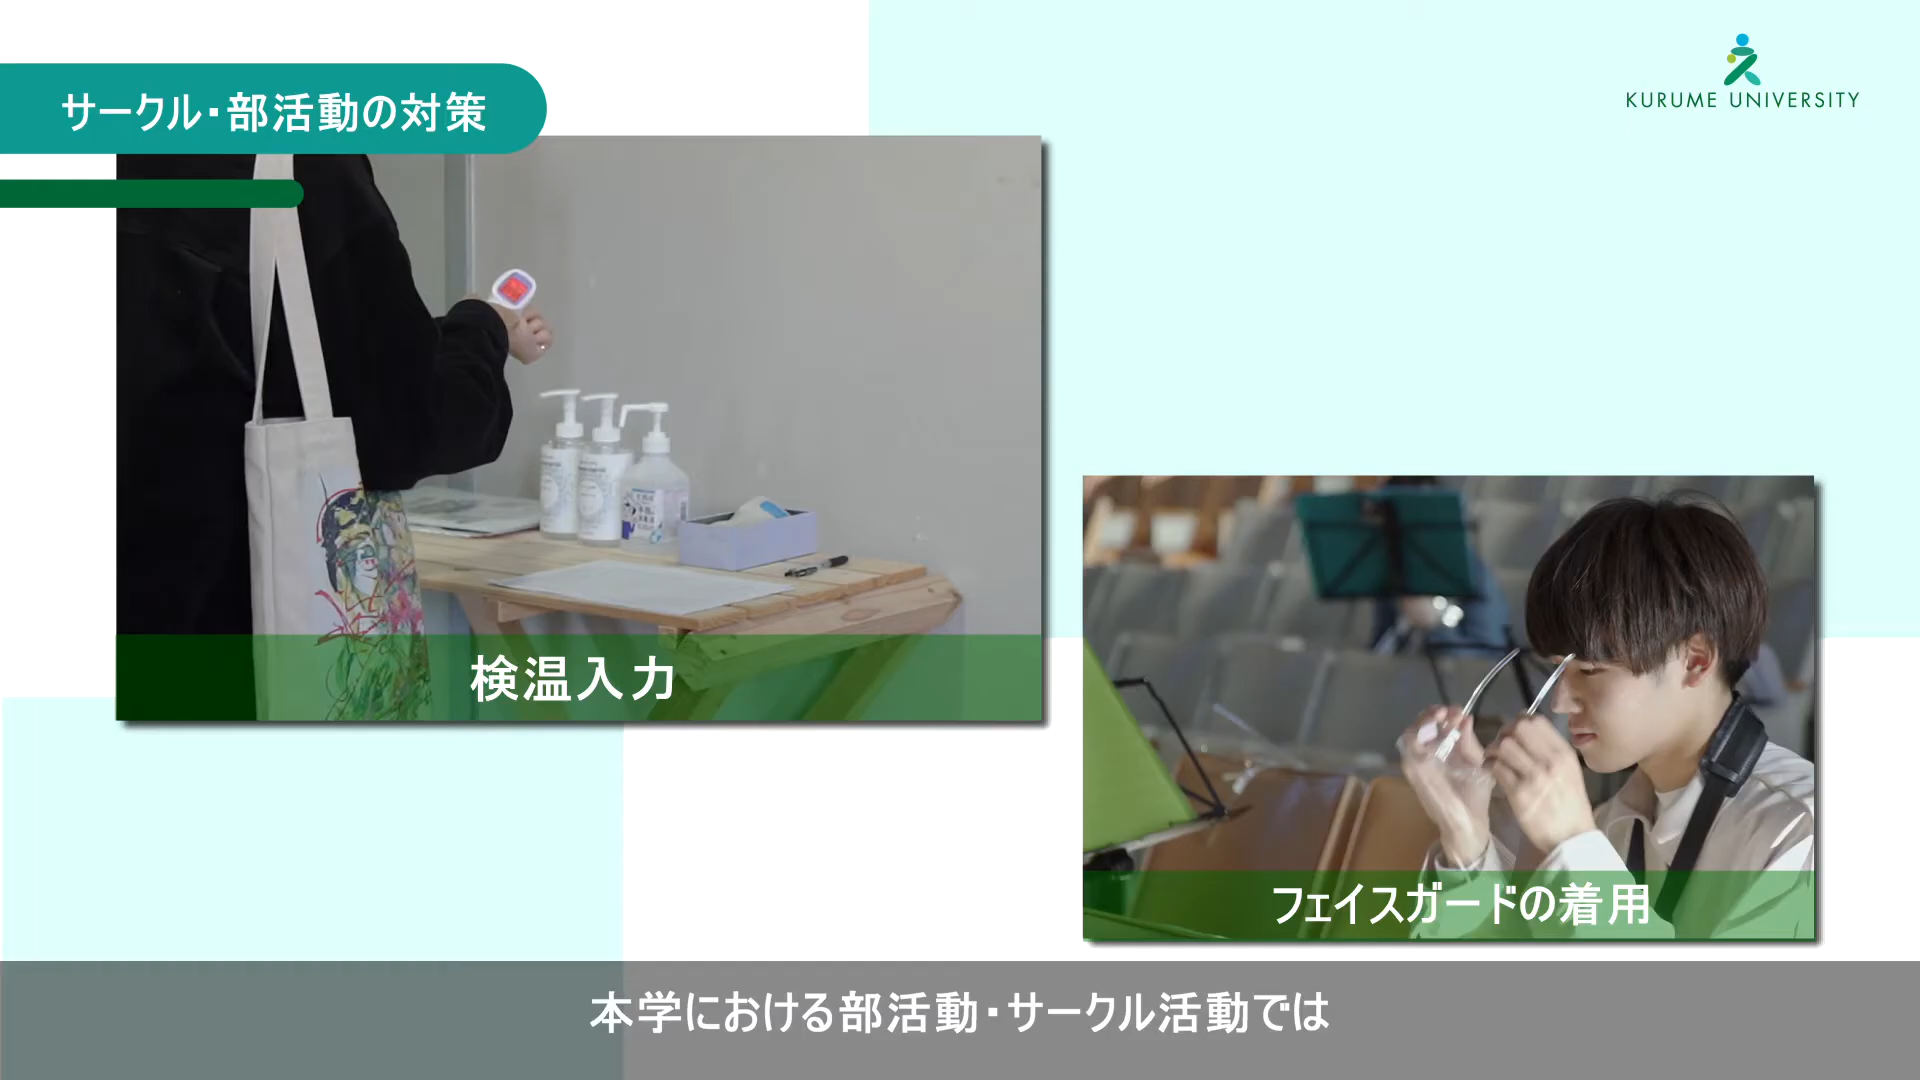 サークル・部活動の対策
KURUME UNIVERSITY
検温入力
フェイスガードの着用
本学における部活動・サークル活動では